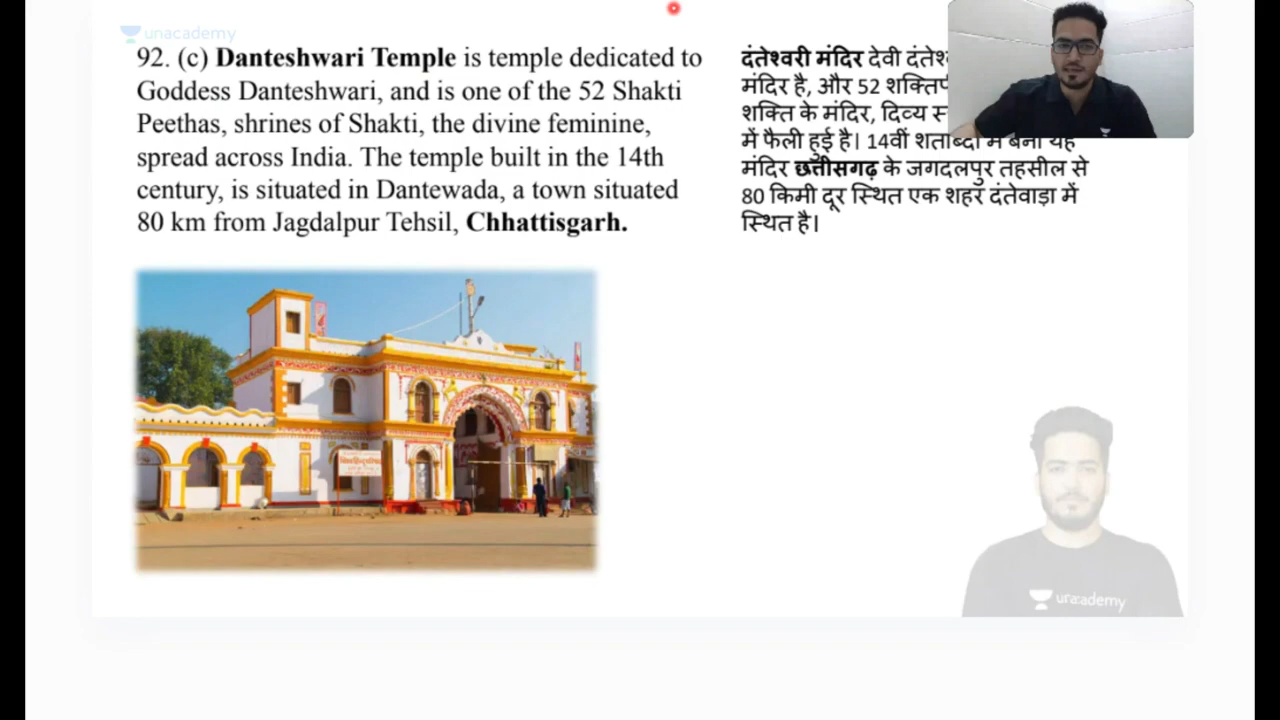 unacademy
92. (c) Danteshwari Temple is temple dedicated to
Goddess Danteshwari, and is one of the 52 Shakti
Peethas, shrines of Shakti, the divine feminine,
spread across India. The temple built in the 14th
century, is situated in Dantewada, a town situated
80 km from Jagdalpur Tehsil, Chhattisgarh.
दंतेश्वरी मंदिर देवी
मंदिर है, और 52
शक्ति के मंदिर, दिव्य
में फैली हुई है। 14वीं शताब्दी में बना यह
मंदिर छत्तीसगढ़ के जगदलपुर तहसील से
80 किमी दूर स्थित एक शहर दंतेवाड़ा में
स्थित है।
unacademy